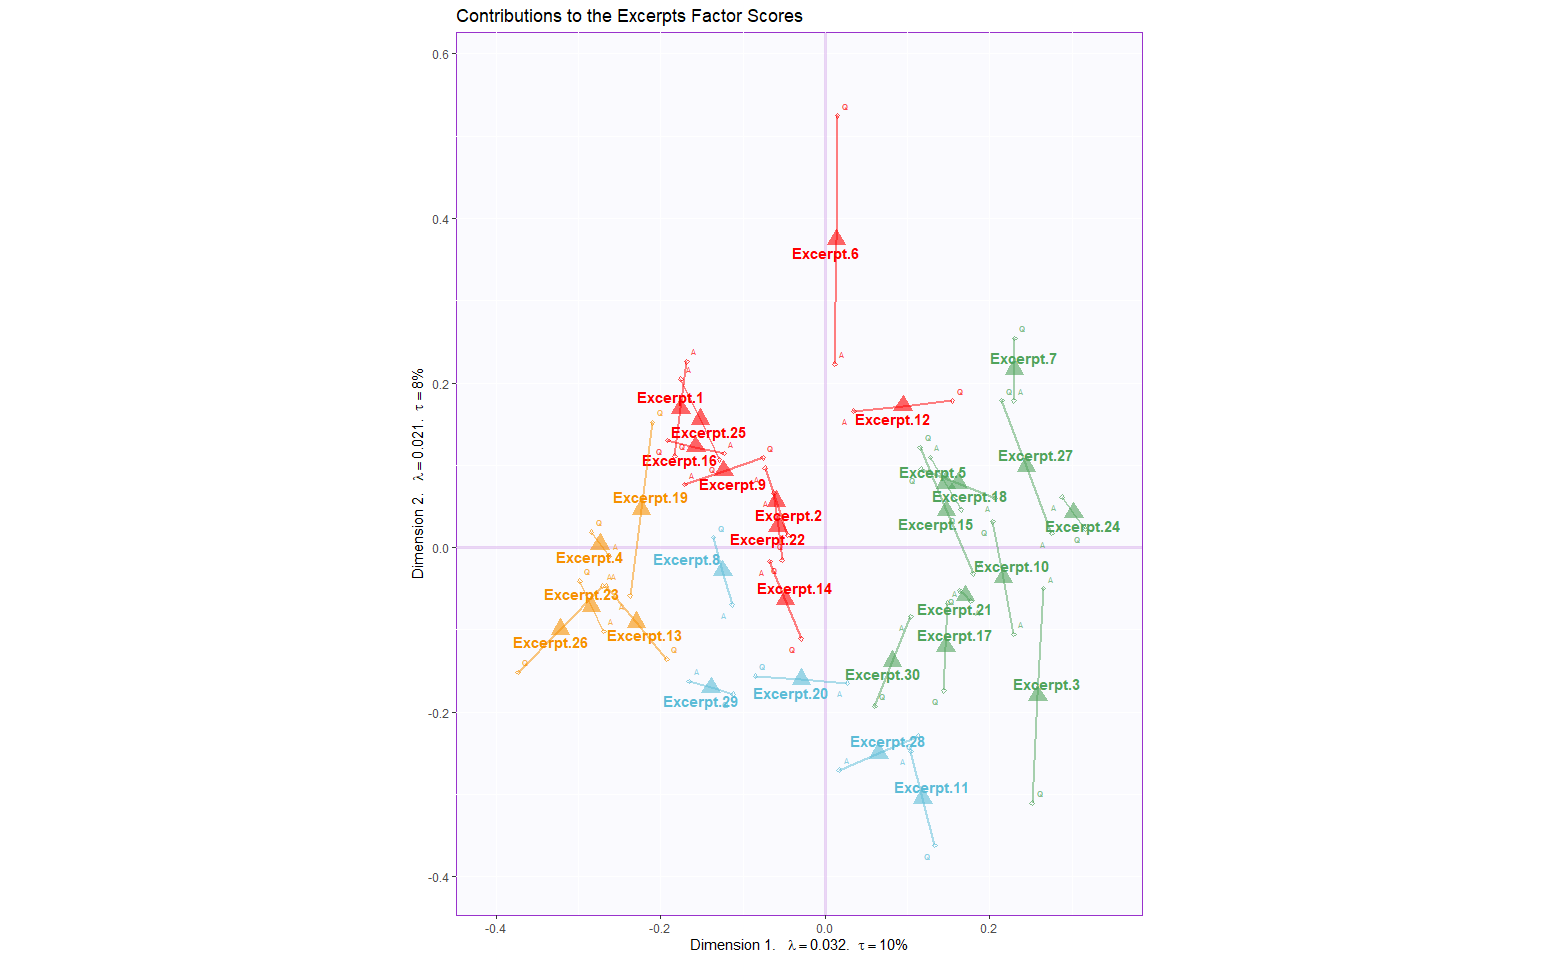 Contributions to the Excerpts Factor Scores
0.6
0.4
0.2
0.0
-0.2
-0.4
Dimension 2. λ = 0.021. τ = 8%
Q
Excerpt.6
A
Q
Excerpt.7
A
A
Q
A
Q
Excerpt.1
Q
Excerpt.12
A
Excerpt.25
Q
A
Q
Q
A
Excerpt.27
Q
Excerpt.16
Q
Excerpt.5
A
Excerpt.9
A
Q
Excerpt.19
A
Excerpt.18
Excerpt.2
A
A
Excerpt.15
Q
Q
Excerpt.24
Excerpt.22
Q
Q
A
Q
A
Excerpt.4
Excerpt.8
Excerpt.10
Q
A
Q
A
A
Excerpt.14
Excerpt.23
A
Q
A
Excerpt.21
A
A
A
A
Excerpt.13
Excerpt.17
Excerpt.26
Q
Q
Q
Q
A
Excerpt.30
Excerpt.3
Excerpt.20
A
Q
Q
Excerpt.29
Excerpt.28
A
A
Excerpt.11
Q
Q
-0.4
-0.2
0.0
0.2
Dimension 1. λ = 0.032. τ = 10%